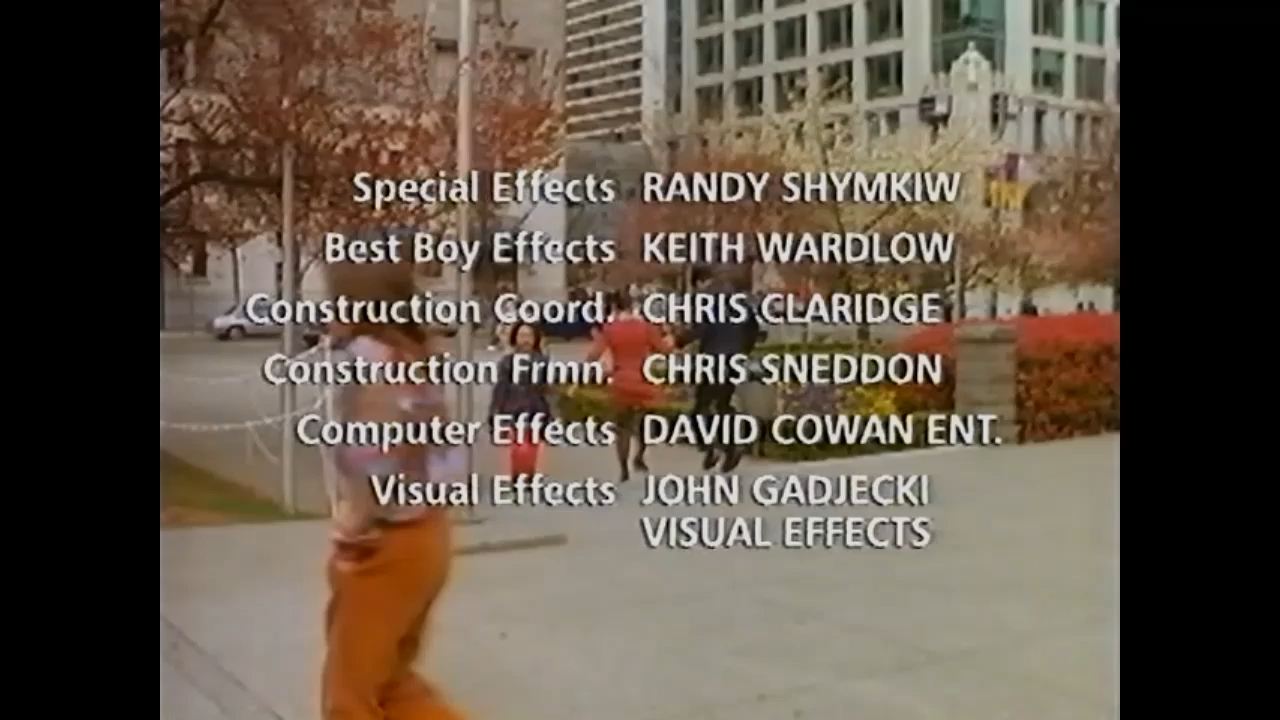 Special Effects RANDY SHYMKIW
Best Boy Effects KEITH WARDLOW
Construction Coord. CHRIS CLARIDGE
Construction Frmn. CHRIS SNEDDON
Computer Effects DAVID COWAN ENT.
Visual Effects JOHN GADJECKI
VISUAL EFFECTS